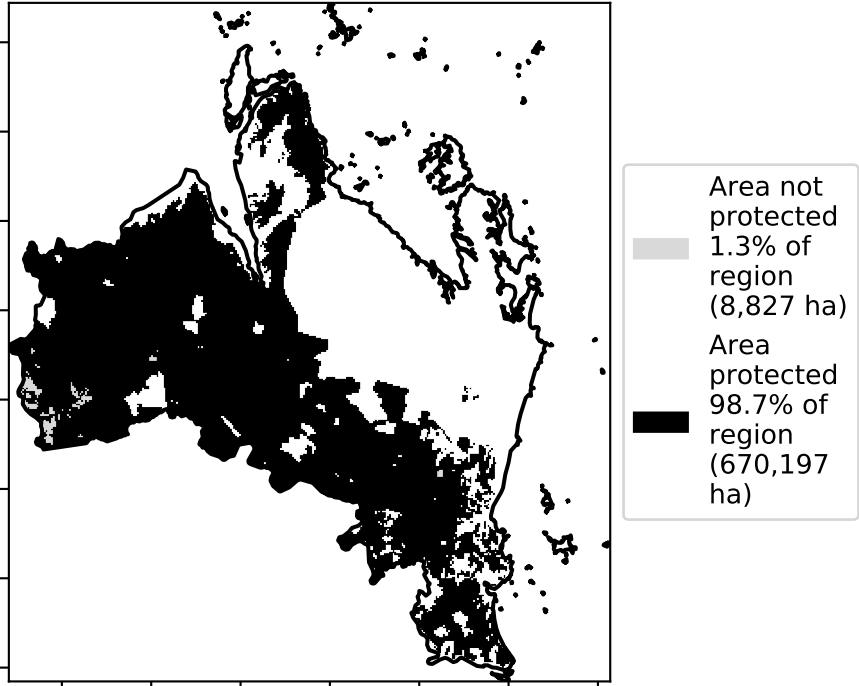 Area not
protected
1.3% of
region
(8,827 ha)
Area
protected
98.7% of
region
(670,197
ha)